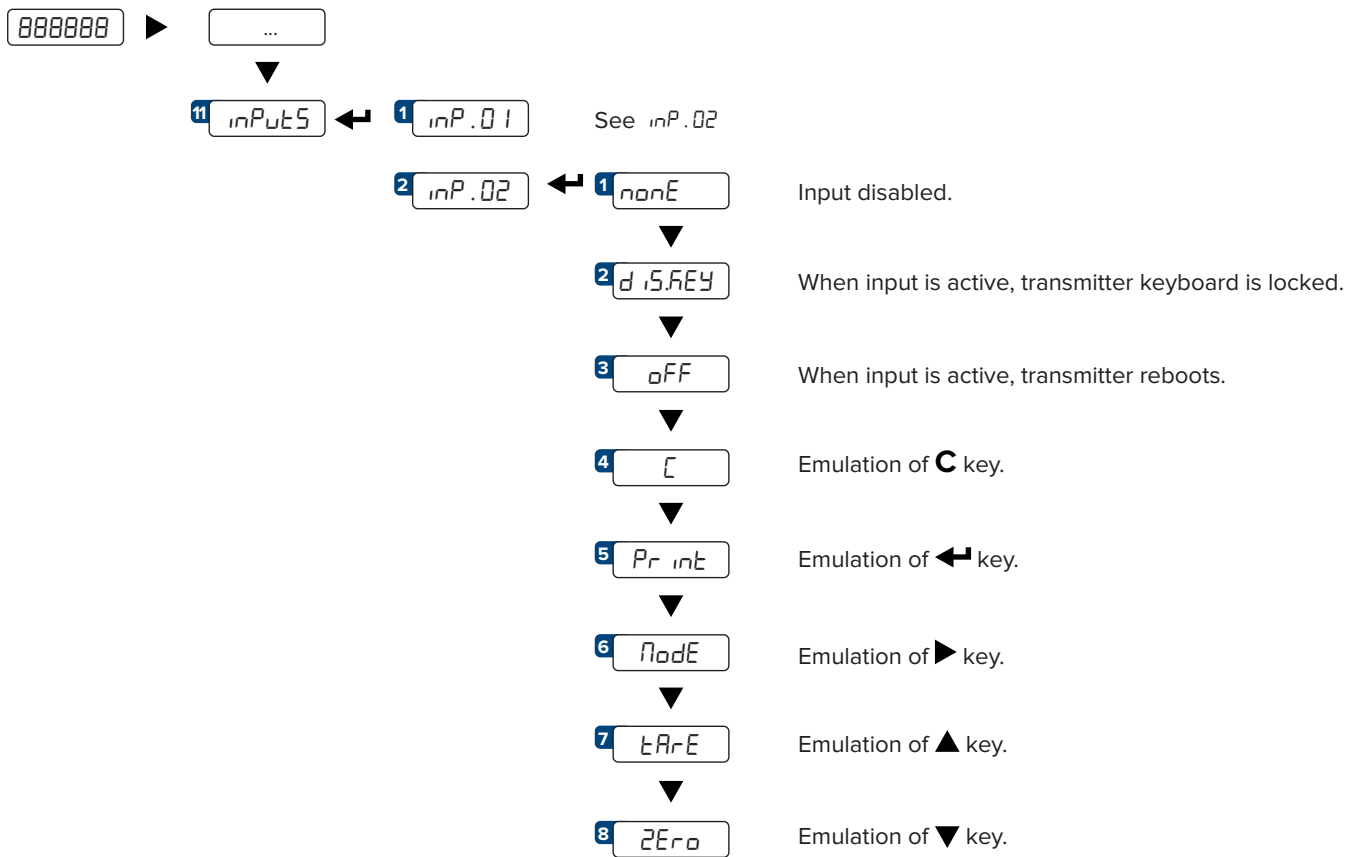 888888 ...
11 inPutS 1 inP.01 See inP.02
2 inP.02 1 nonE Input disabled.
2 diS.KEY When input is active, transmitter keyboard is locked.
3 oFF When input is active, transmitter reboots.
4 C Emulation of C key.
5 Print Emulation of key.
6 ModE Emulation of key.
7 tArE Emulation of key.
8 ZEro Emulation of key.